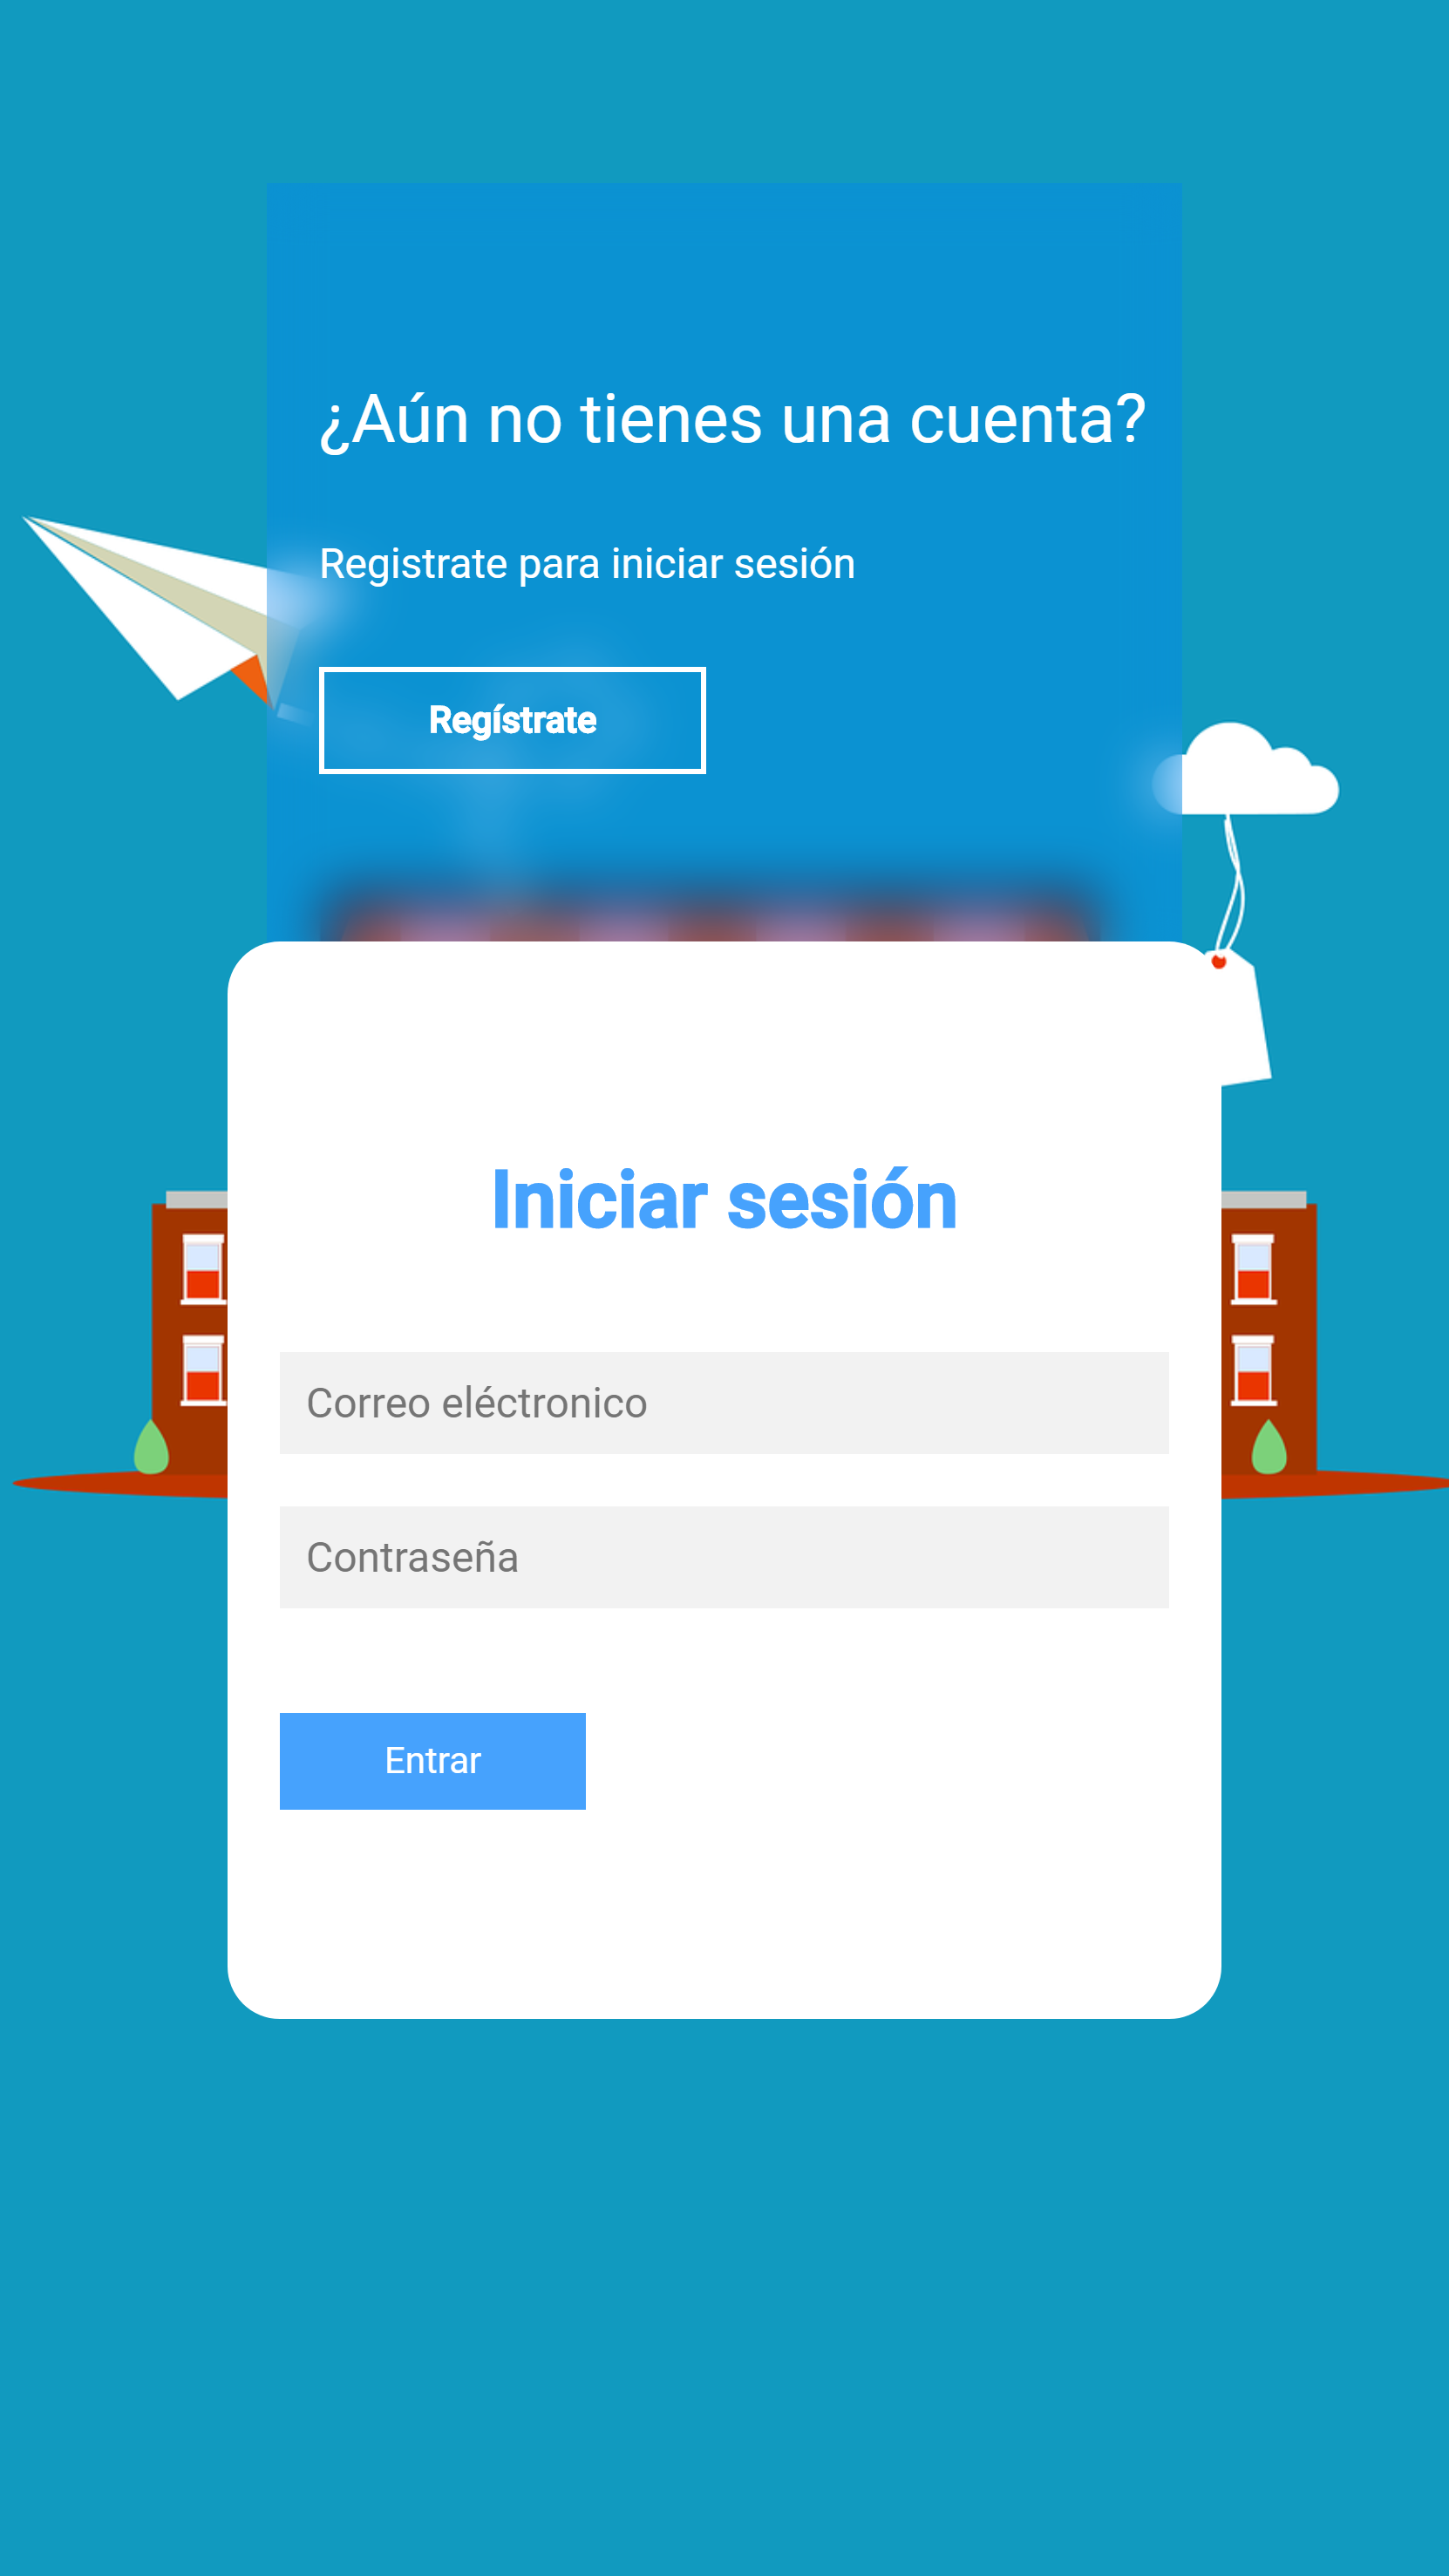 ¿Aún no tienes una cuenta?
Registrate para iniciar sesión
Regístrate
Iniciar sesión
Correo eléctronico
Contraseña
Entrar